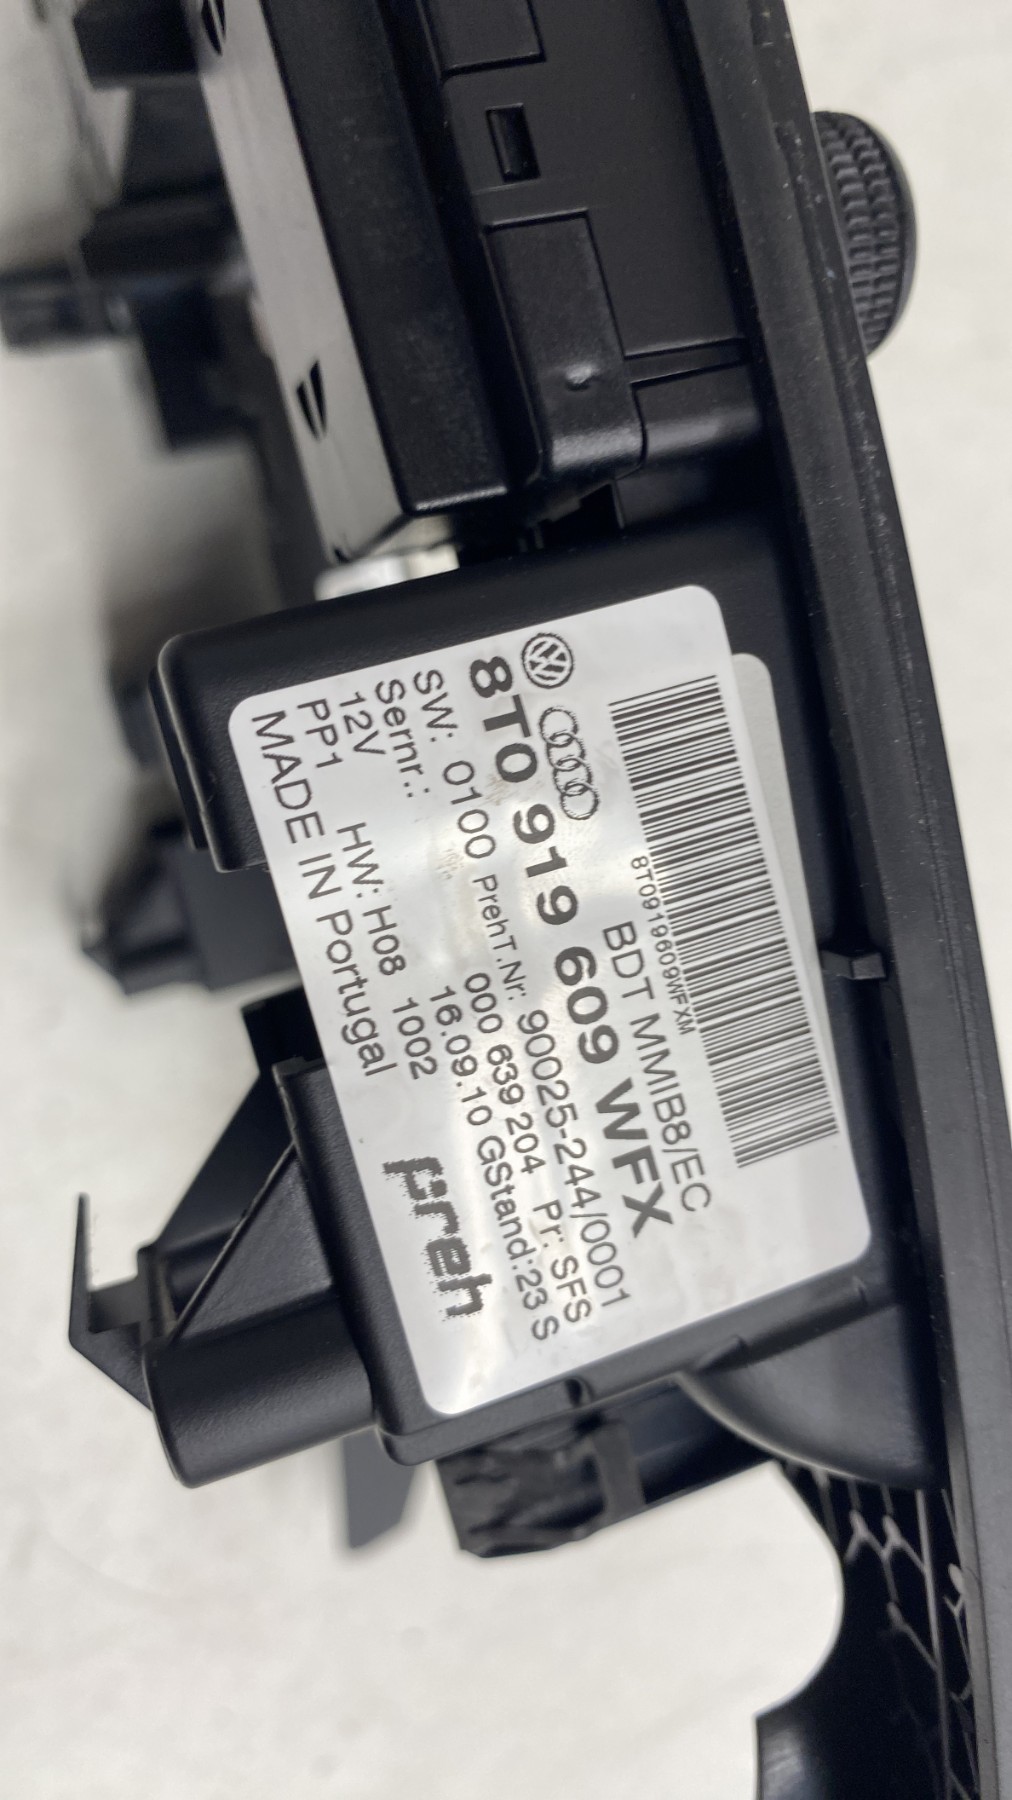 8T0919609WFXM
BDT MMIB8/EC
8T0 919 609 WFX
PrehT.Nr: 90025-244/0001
SW: 0100 000 639 204 Pr: SFS
Sernr.: 16.09.10 GStand:23 S
12V HW: H08 1002
PP1
MADE IN Portugal
preh